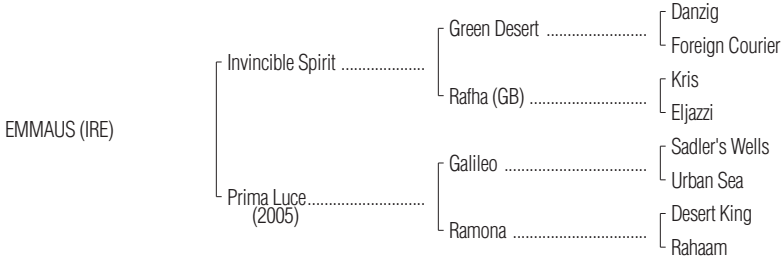 Danzig
Green Desert ........................
Foreign Courier
Invincible Spirit ....................
Kris
Rafha (GB) ............................
Eljazzi
EMMAUS (IRE)
Sadler's Wells
Galileo ..................................
Urban Sea
Prima Luce............................
(2005)
Desert King
Ramona ................................
Rahaam